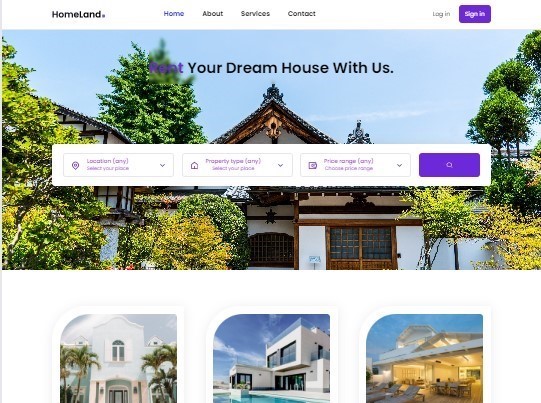 HomeLand.
Home About Services Contact Log in Sign in
Rent Your Dream House With Us.
Location (any) Property type (any) Price range (any)
Select your place Select your place Choose price range